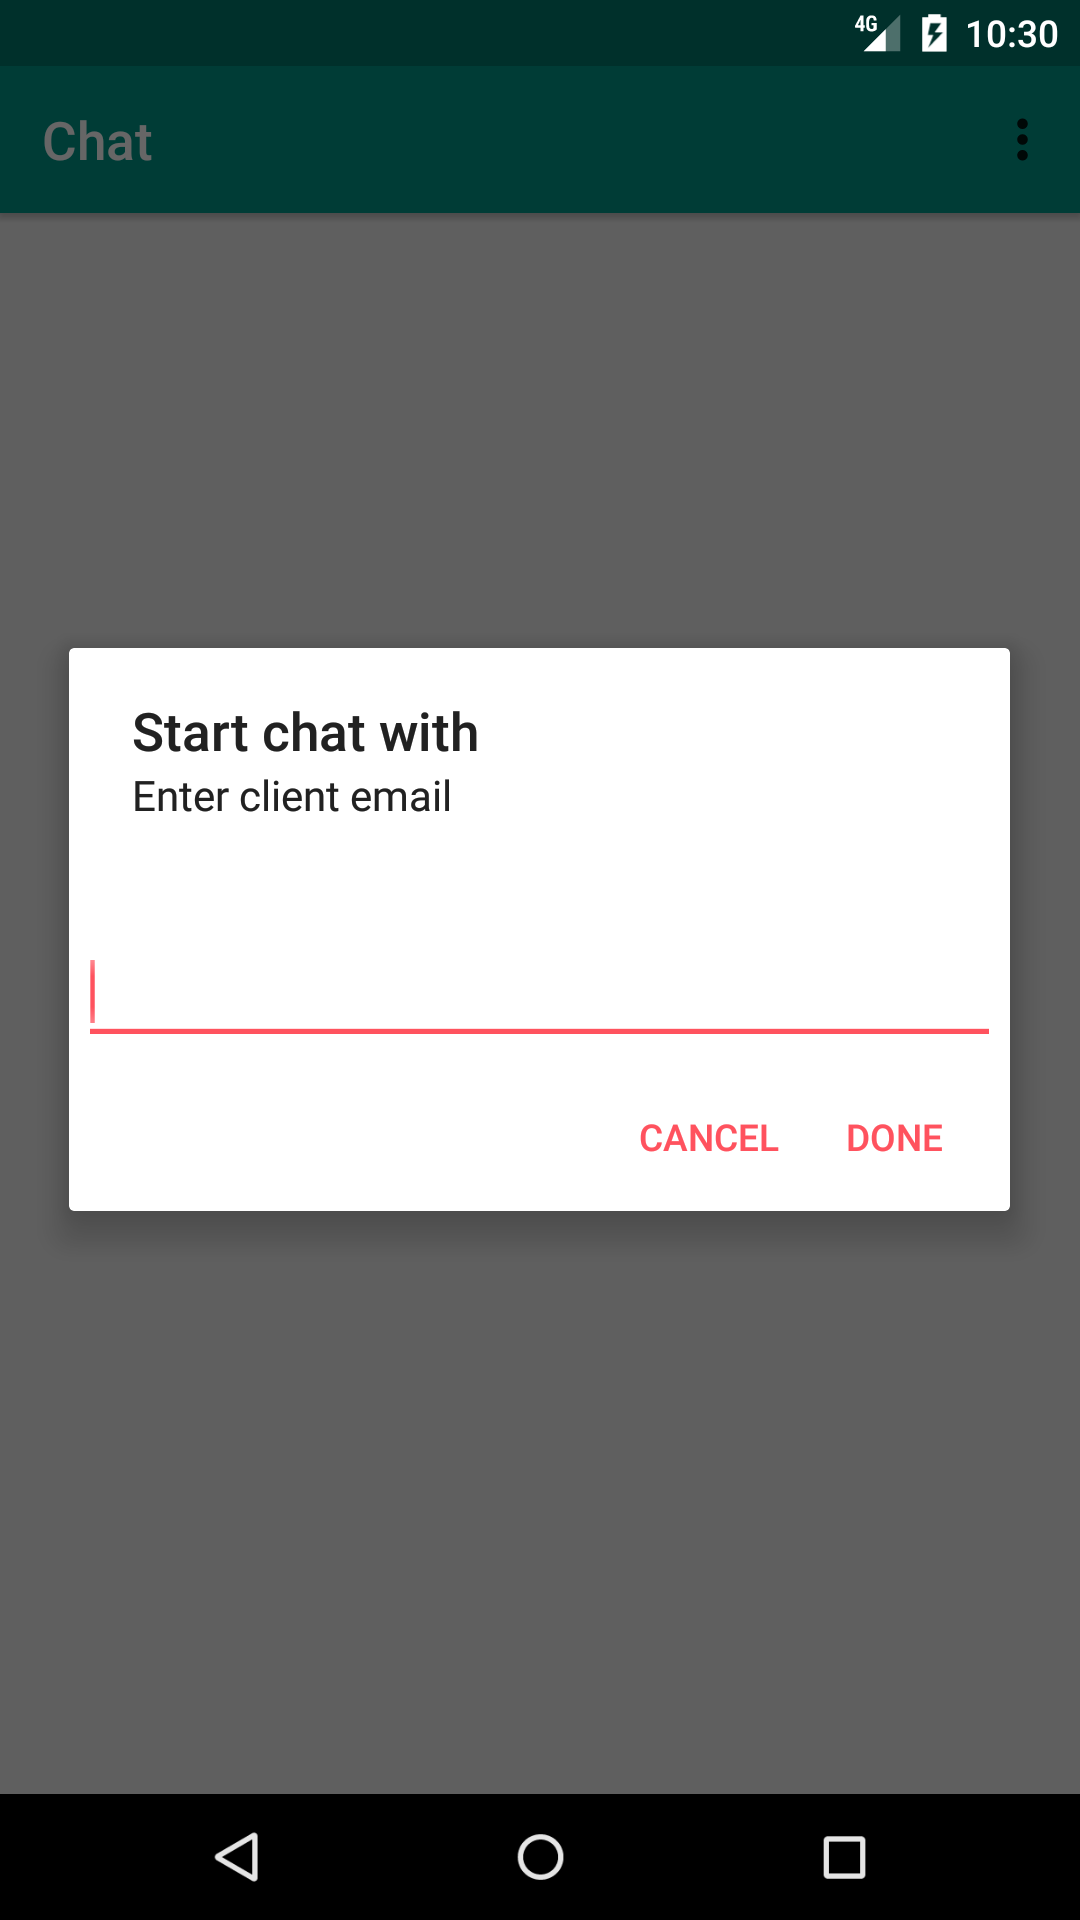 4G 10:30
Chat
Start chat with
Enter client email
CANCEL DONE